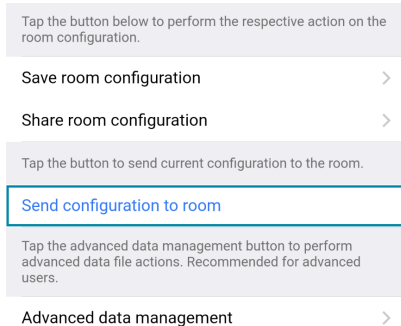 Tap the button below to perform the respective action on the
room configuration.
Save room configuration
Share room configuration
Tap the button to send current configuration to the room.
Send configuration to room
Tap the advanced data management button to perform
advanced data file actions. Recommended for advanced
users.
Advanced data management